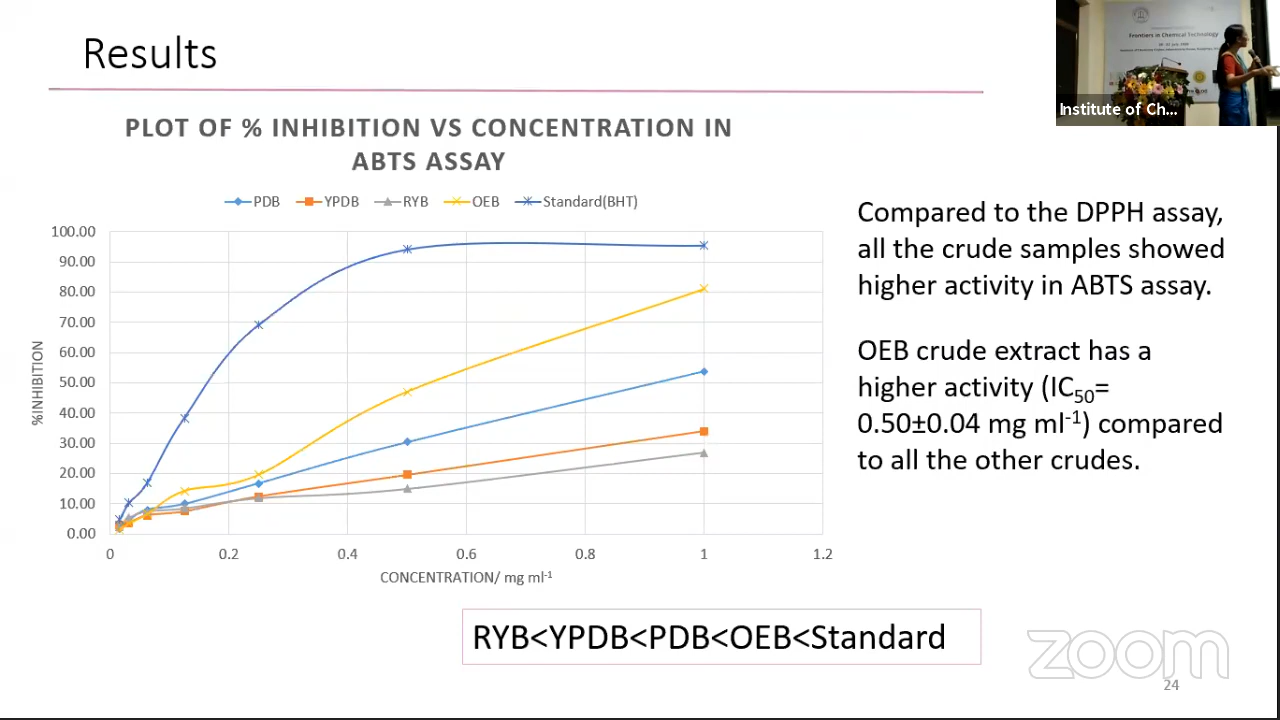 Results
Frontiers in Chemical Technology
Institute of Ch...
PLOT OF % INHIBITION VS CONCENTRATION IN
ABTS ASSAY
PDB YPDB RYB OEB Standard(BHT)
100.00
90.00
80.00
70.00
60.00
50.00
40.00
30.00
20.00
10.00
0.00
%INHIBITION
0 0.2 0.4 0.6 0.8 1 1.2
CONCENTRATION/ mg ml⁻¹
Compared to the DPPH assay,
all the crude samples showed
higher activity in ABTS assay.
OEB crude extract has a
higher activity (IC₅₀=
0.50±0.04 mg ml⁻¹) compared
to all the other crudes.
RYB<YPDB<PDB<OEB<Standard
zoom
24